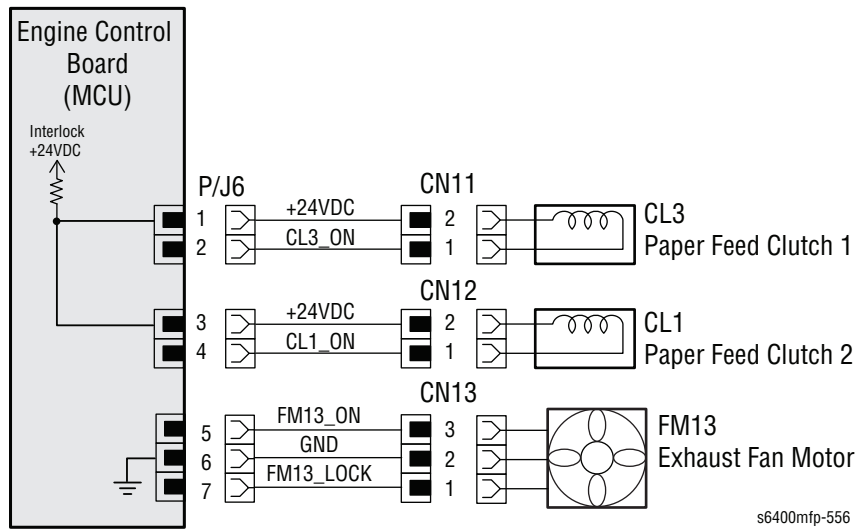 Engine Control
Board
(MCU)
Interlock
+24VDC
P/J6
CN11
1
+24VDC
2
CL3
2
CL3_ON
1
Paper Feed Clutch 1
CN12
3
+24VDC
2
CL1
4
CL1_ON
1
Paper Feed Clutch 2
CN13
5
FM13_ON
3
FM13
6
GND
2
Exhaust Fan Motor
7
FM13_LOCK
1
s6400mfp-556